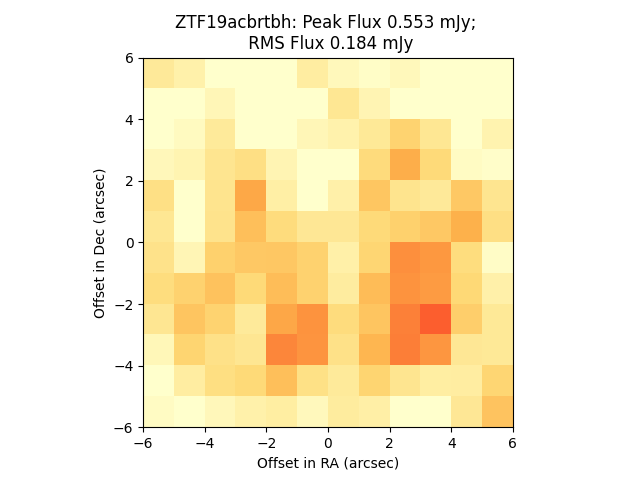 ZTF19acbrtbh: Peak Flux 0.553 mJy;
RMS Flux 0.184 mJy
6
4
2
0
−2
−4
−6
Offset in Dec (arcsec)
−6 −4 −2 0 2 4 6
Offset in RA (arcsec)